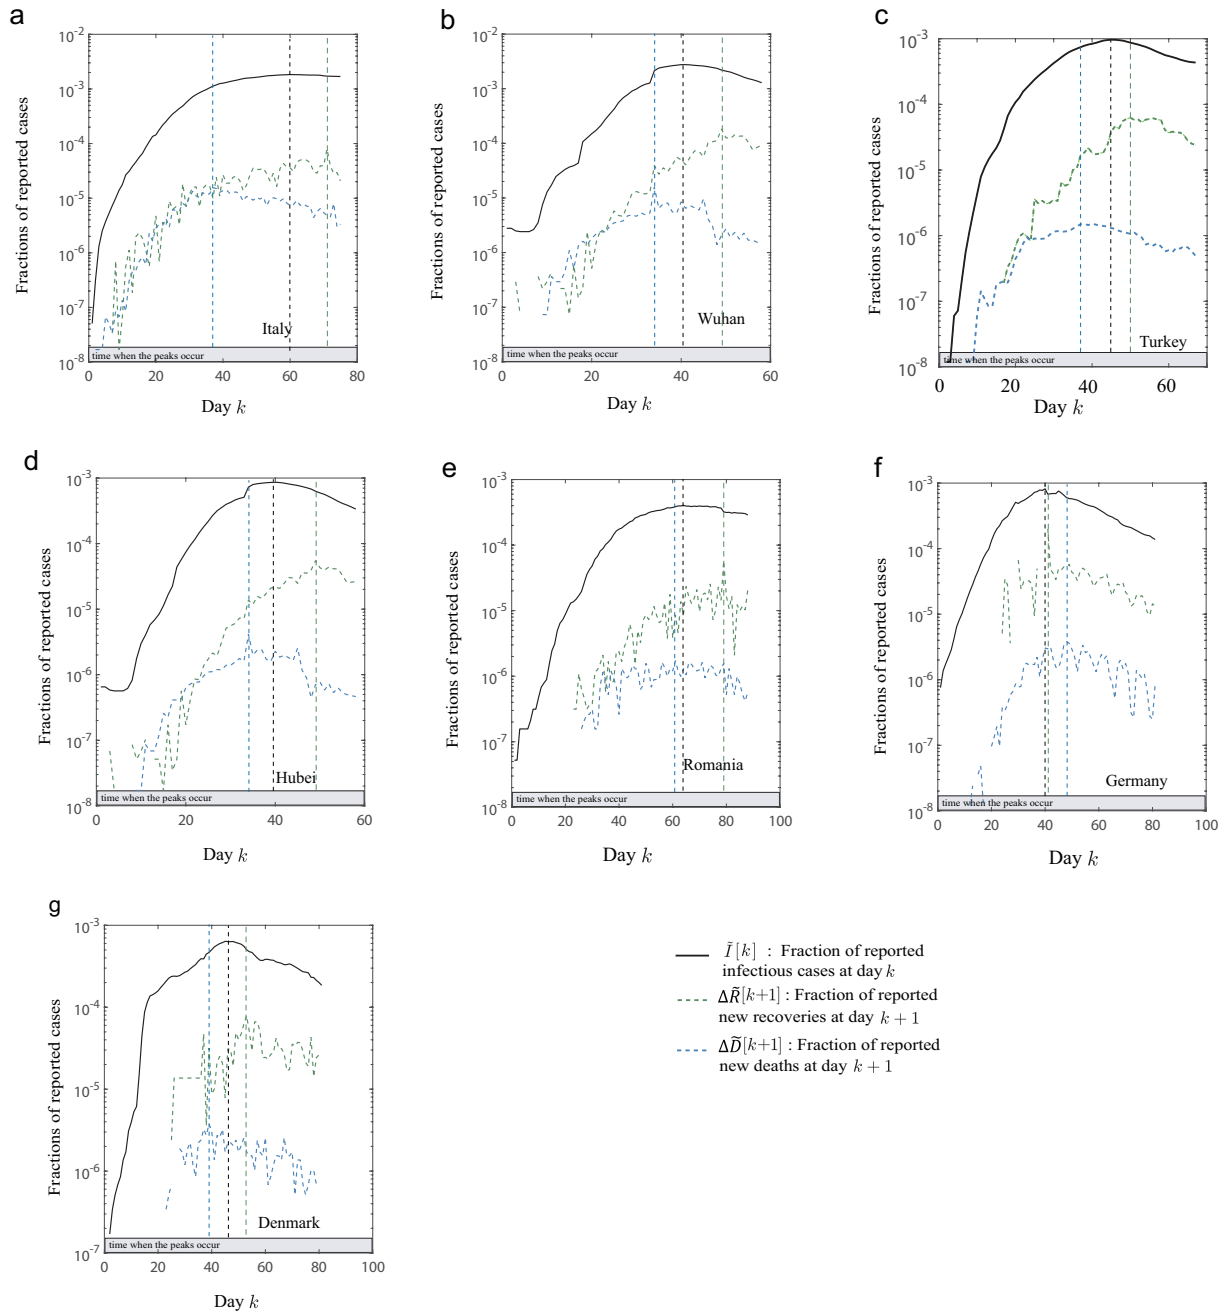 a
10-2
10-3
10-4
10-5
10-6
10-7
10-8
Fractions of reported cases
Italy
time when the peaks occur
0 20 40 60 80
Day k
b
10-2
10-3
10-4
10-5
10-6
10-7
10-8
Fractions of reported cases
Wuhan
time when the peaks occur
0 20 40 60
Day k
c
10-3
10-4
10-5
10-6
10-7
10-8
Fractions of reported cases
Turkey
time when the peaks occur
0 20 40 60
Day k
d
10-3
10-4
10-5
10-6
10-7
10-8
Fractions of reported cases
Hubei
time when the peaks occur
0 20 40 60
Day k
e
10-3
10-4
10-5
10-6
10-7
10-8
Fractions of reported cases
Romania
time when the peaks occur
0 20 40 60 80 100
Day k
f
10-3
10-4
10-5
10-6
10-7
10-8
Fractions of reported cases
Germany
time when the peaks occur
0 20 40 60 80 100
Day k
g
10-3
10-4
10-5
10-6
10-7
Fractions of reported cases
Denmark
time when the peaks occur
0 20 40 60 80 100
Day k
Ĩ[k] : Fraction of reported
infectious cases at day k
ΔR̃[k+1] : Fraction of reported
new recoveries at day k + 1
ΔD̃[k+1] : Fraction of reported
new deaths at day k + 1